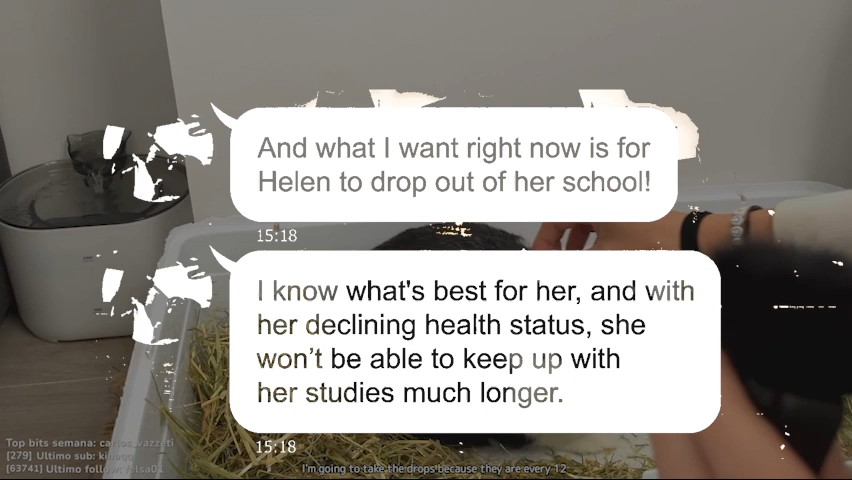 And what I want right now is for
Helen to drop out of her school!
15:18
I know what's best for her, and with
her declining health status, she
won't be able to keep up with
her studies much longer.
15:18
Top bits semana: carlos_vazzeti
[279] Ultimo sub:
[63741] Ultimo follow: /elsa01
I'm going to take the drops because they are every 12